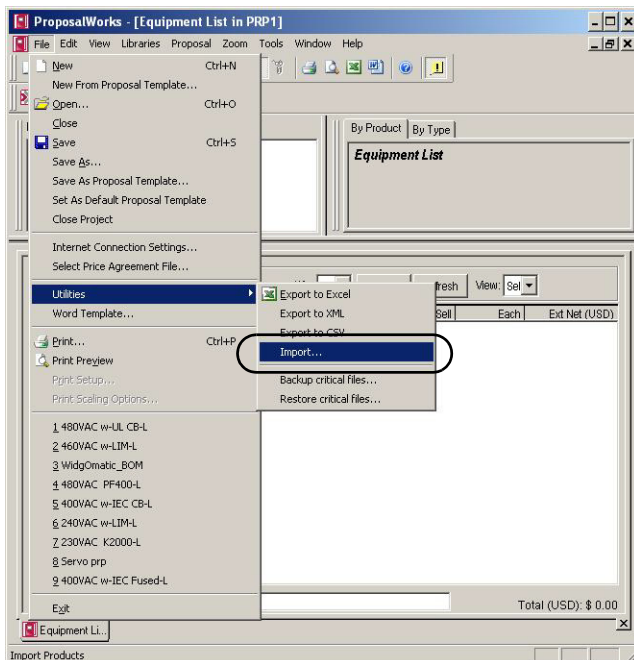 ProposalWorks - [Equipment List in PRP1]
File Edit View Libraries Proposal Zoom Tools Window Help
New Ctrl+N
New From Proposal Template...
Open... Ctrl+O
Close
Save Ctrl+S
Save As...
Save As Proposal Template...
Set As Default Proposal Template
Close Project
Internet Connection Settings...
Select Price Agreement File...
Utilities
Word Template...
Print... Ctrl+P
Print Preview
Print Setup...
Print Scaling Options...
1 480VAC w-UL CB-L
2 460VAC w-LIM-L
3 WidgOmatic_BOM
4 480VAC PF400-L
5 400VAC w-IEC CB-L
6 240VAC w-LIM-L
7 230VAC K2000-L
8 Servo prp
9 400VAC w-IEC Fused-L
Exit
Export to Excel
Export to XML
Export to CSV
Import...
Backup critical files...
Restore critical files...
By Product By Type
Equipment List
fresh View: Sel
Sell Each Ext Net (USD)
Total (USD): $ 0.00
Equipment Li...
Import Products